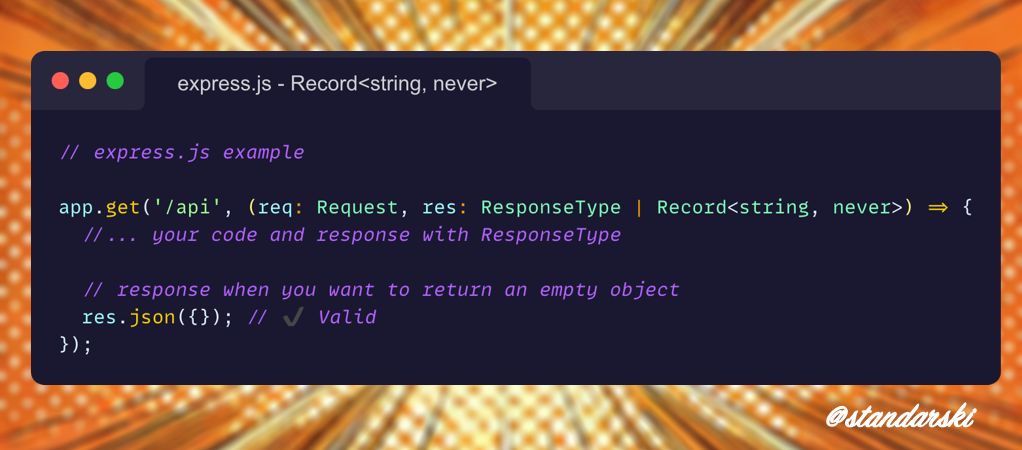 express.js - Record<string, never>
// express.js example
app.get('/api', (req: Request, res: ResponseType | Record<string, never>) => {
//... your code and response with ResponseType
// response when you want to return an empty object
res.json({}); // ✔ Valid
});
@standarski